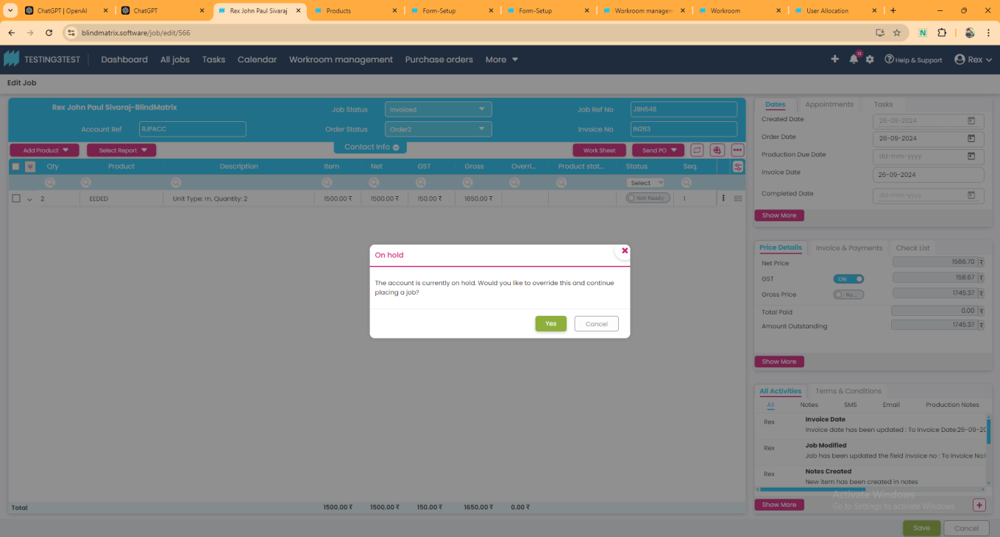 ChatGPT | OpenAI
ChatGPT
Rex John Paul Sivaraj
Products
Form-Setup
Form-Setup
Workroom managem
Workroom
User Allocation
blindmatrix.software/job/edit/566
TESTING3TEST Dashboard All jobs Tasks Calendar Workroom management Purchase orders More
Help & Support Rex
Edit Job
Rex John Paul Sivaraj-BlindMatrix
Job Status Invoiced Job Ref No JBN548
Account Ref RJPACC Order Status Order2 Invoice No IN263
Add Product Select Report Contact Info Work Sheet Send PO
Qty Product Description Item Net GST Gross Overri... Product stat... Status Seq.
Select
2 EEDED Unit Type: m, Quantity: 2 1500.00 ₹ 1500.00 ₹ 150.00 ₹ 1650.00 ₹ Not Ready 1
On hold
The account is currently on hold. Would you like to override this and continue
placing a job?
Yes Cancel
Total 1500.00 ₹ 1500.00 ₹ 150.00 ₹ 1650.00 ₹ 0.00 ₹
Dates Appointments Tasks
Created Date 26-09-2024
Order Date 26-09-2024
Production Due Date dd-mm-yyyy
Invoice Date 26-09-2024
Completed Date dd-mm-yyyy
Show More
Price Details Invoice & Payments Check List
Net Price 1586.70 ₹
GST ON 158.67 ₹
Gross Price Ro... 1745.37 ₹
Total Paid 0.00 ₹
Amount Outstanding 1745.37 ₹
Show More
All Activities Terms & Conditions
All Notes SMS Email Production Notes
Rex Invoice Date
Invoice date has been updated : To Invoice Date:26-09-20
Rex Job Modified
Job has been updated the field invoice no : To Invoice No:
Rex Notes Created
New item has been created in notes
Activate Windows
Go to Settings to activate Windows.
Show More
Save Cancel